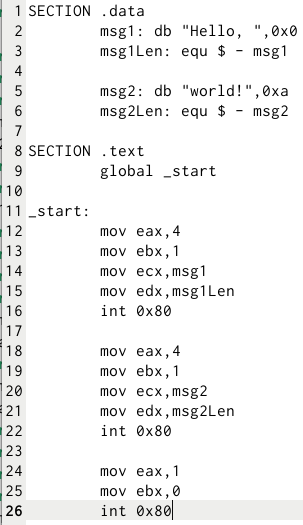 1 SECTION .data
2         msg1: db "Hello, ",0x0
3         msg1Len: equ $ - msg1
4
5         msg2: db "world!",0xa
6         msg2Len: equ $ - msg2
7
8 SECTION .text
9         global _start
10
11 _start:
12         mov eax,4
13         mov ebx,1
14         mov ecx,msg1
15         mov edx,msg1Len
16         int 0x80
17
18         mov eax,4
19         mov ebx,1
20         mov ecx,msg2
21         mov edx,msg2Len
22         int 0x80
23
24         mov eax,1
25         mov ebx,0
26         int 0x80